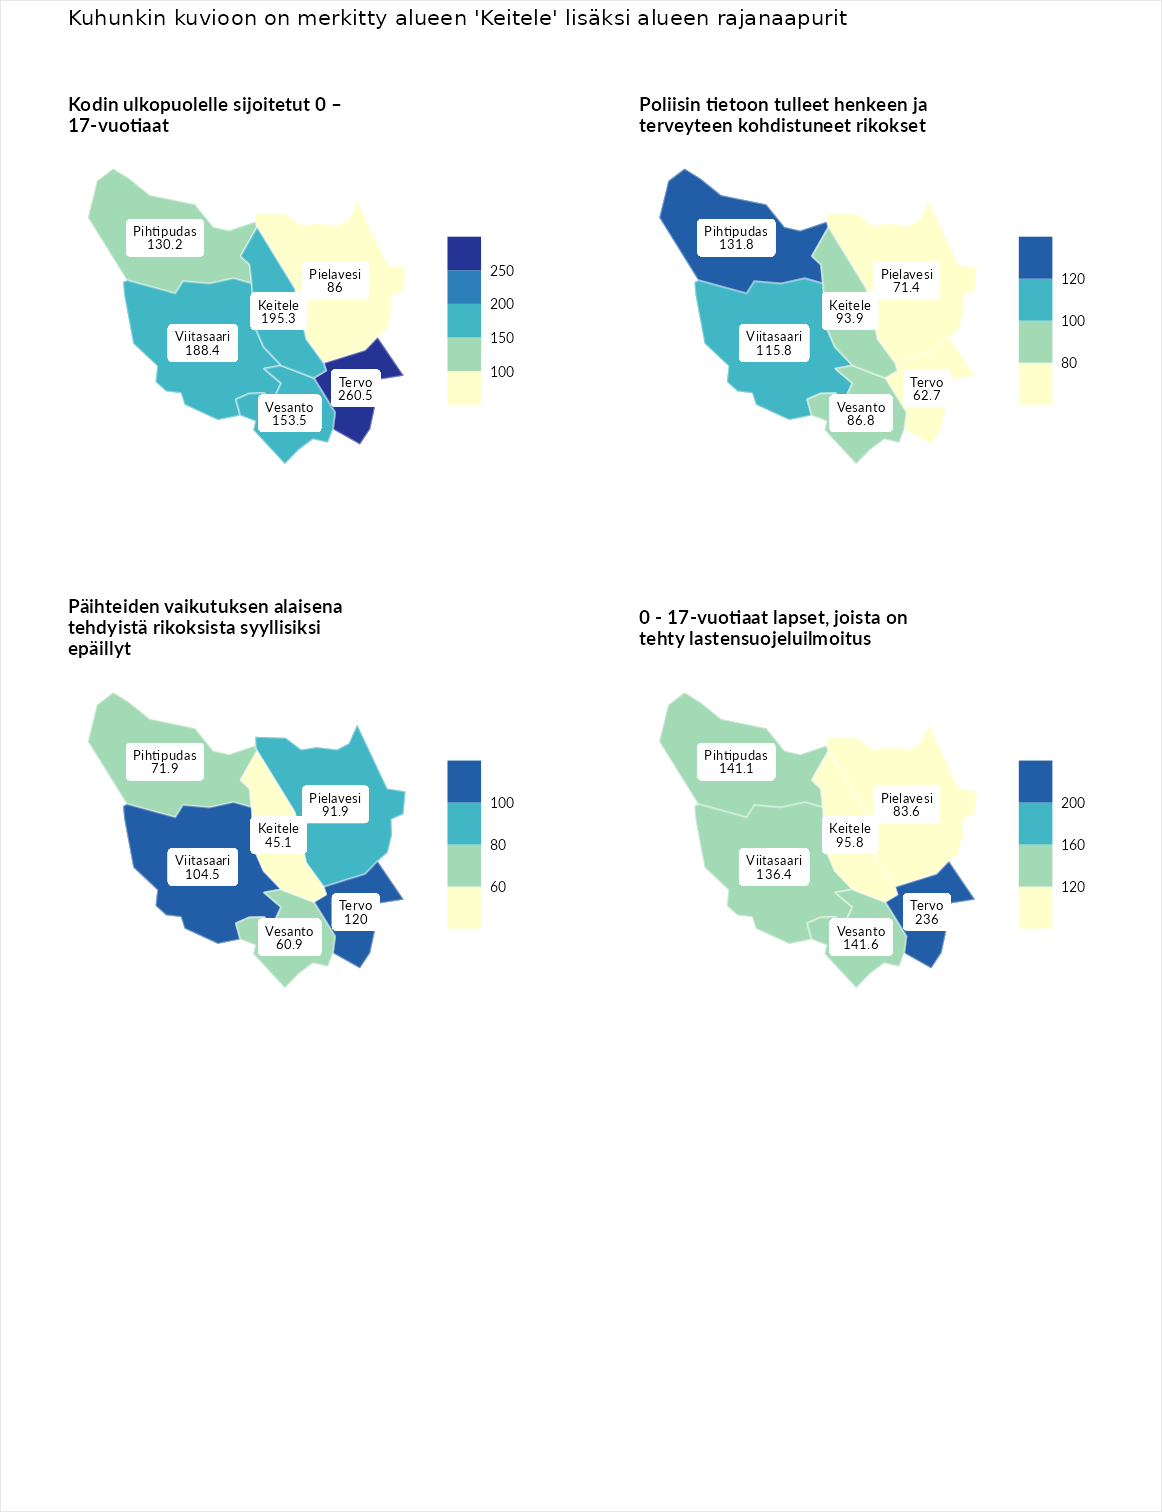 Kuhunkin kuvioon on merkitty alueen 'Keitele' lisäksi alueen rajanaapurit
Kodin ulkopuolelle sijoitetut 0 –
17-vuotiaat
Pihtipudas
130.2
Pielavesi
86
Keitele
195.3
Viitasaari
188.4
Tervo
260.5
Vesanto
153.5
250
200
150
100
Poliisin tietoon tulleet henkeen ja
terveyteen kohdistuneet rikokset
Pihtipudas
131.8
Pielavesi
71.4
Keitele
93.9
Viitasaari
115.8
Tervo
62.7
Vesanto
86.8
120
100
80
Päihteiden vaikutuksen alaisena
tehdyistä rikoksista syyllisiksi
epäillyt
Pihtipudas
71.9
Pielavesi
91.9
Keitele
45.1
Viitasaari
104.5
Tervo
120
Vesanto
60.9
100
80
60
0 - 17-vuotiaat lapset, joista on
tehty lastensuojeluilmoitus
Pihtipudas
141.1
Pielavesi
83.6
Keitele
95.8
Viitasaari
136.4
Tervo
236
Vesanto
141.6
200
160
120